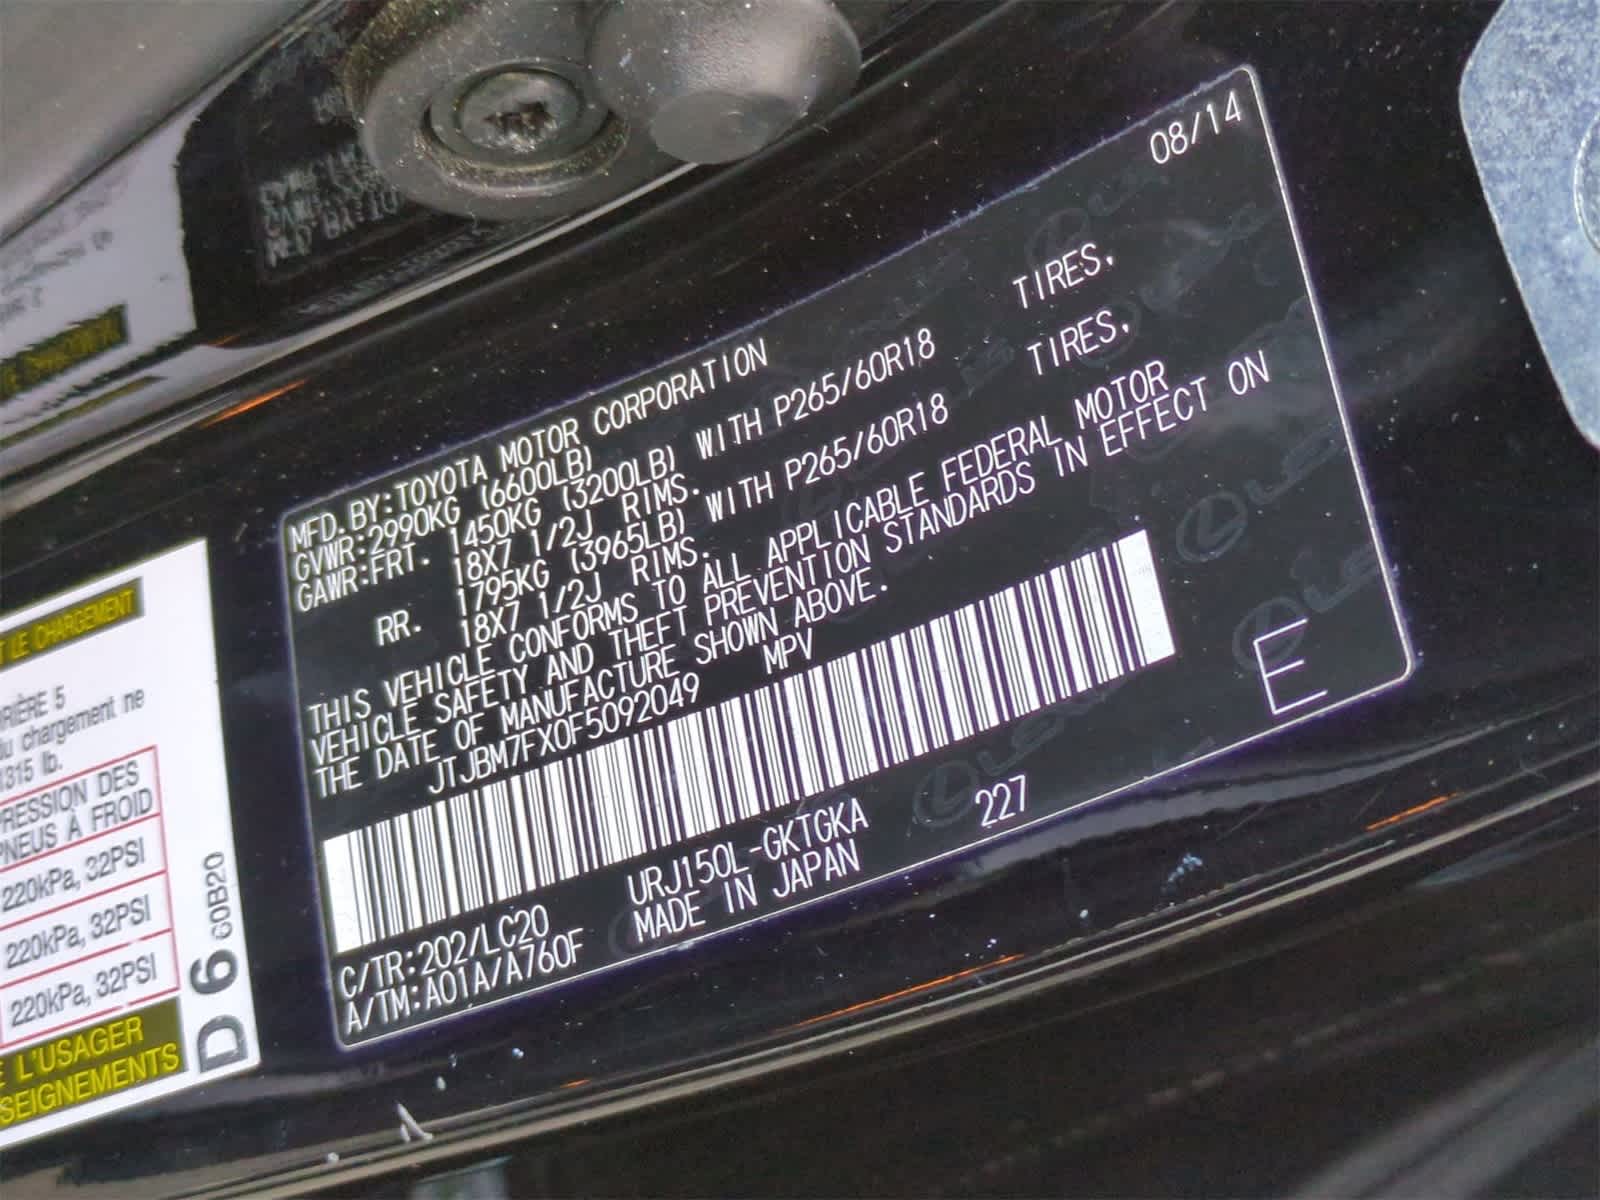 08/14
MFD.BY:TOYOTA MOTOR CORPORATION
GVWR:2990KG (6600LB)
GAWR:FRT. 1450KG (3200LB) WITH P265/60R18 TIRES,
18X7 1/2J RIMS.
RR. 1795KG (3965LB) WITH P265/60R18 TIRES,
18X7 1/2J RIMS.
THIS VEHICLE CONFORMS TO ALL APPLICABLE FEDERAL MOTOR
VEHICLE SAFETY AND THEFT PREVENTION STANDARDS IN EFFECT ON
THE DATE OF MANUFACTURE SHOWN ABOVE.
JTJBM7FX0F5092049 MPV
E
C/TR:202/LC20 URJ150L-GKTGKA 227
A/TM:A01A/A760F MADE IN JAPAN
LE CHARGEMENT
5
chargement ne
lb.
DES
À FROID
220kPa, 32PSI
220kPa, 32PSI
220kPa, 32PSI
L'USAGER
D 6 60B20